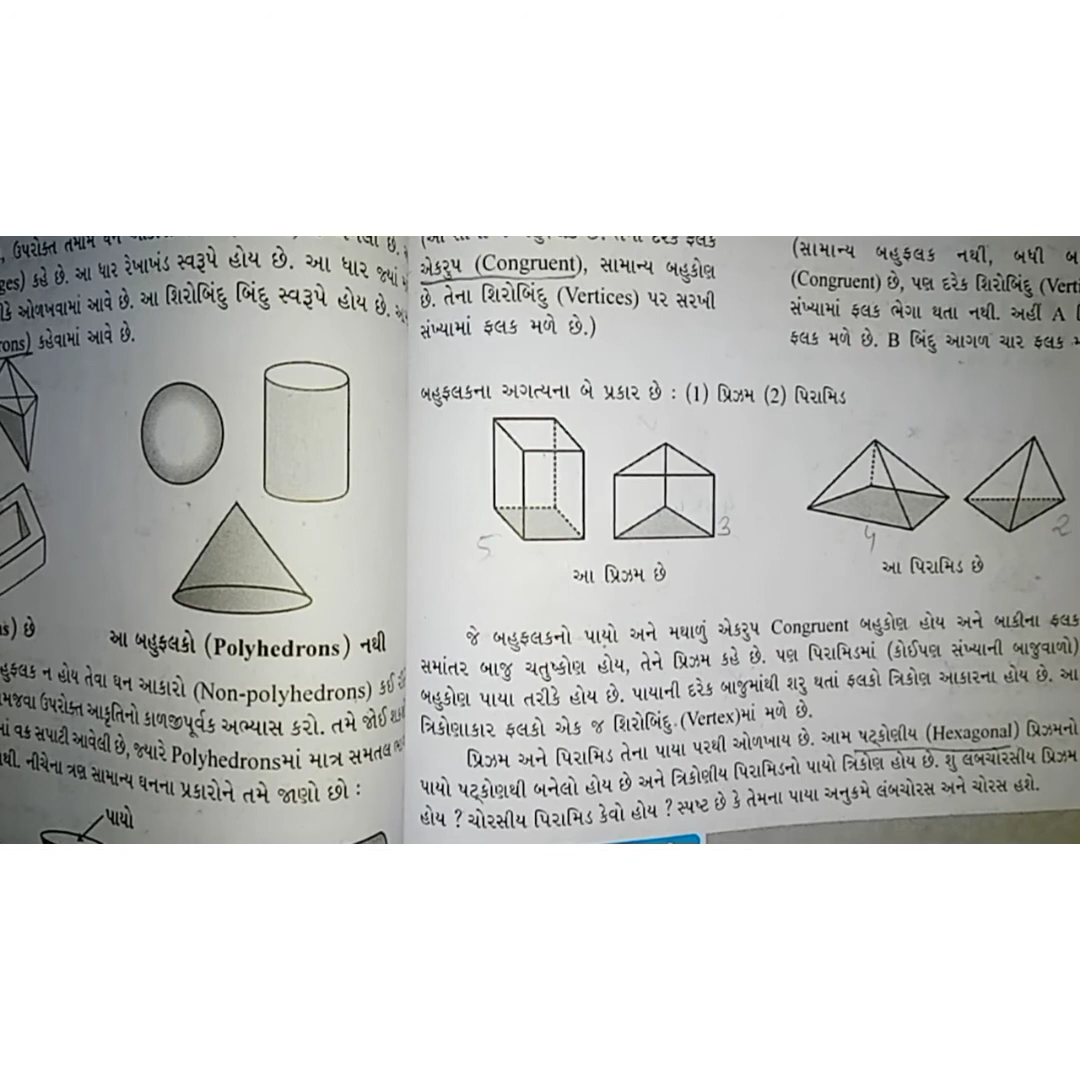 ઉપરોક્ત તમામ ઘન
ges) કહે છે. આ ધાર રેખાખંડ સ્વરૂપે હોય છે. આ ધાર જ્યાં
ઓળખવામાં આવે છે. આ શિરોબિંદુ બિંદુ સ્વરૂપે હોય છે.
rons) કહેવામાં આવે છે.
આ બહુફલકો (Polyhedrons) નથી
s) છે
હુફલક ન હોય તેવા ઘન આકારો (Non-polyhedrons) કઈ
મજવા ઉપરોક્ત આકૃતિનો કાળજીપૂર્વક અભ્યાસ કરો. તમે જોઈ
માં વક્ર સપાટી આવેલી છે, જ્યારે Polyhedronsમાં માત્ર સમતલ
થી. નીચેના ત્રણ સામાન્ય ઘનના પ્રકારોને તમે જાણો છો :
પાયો
એકરુપ (Congruent), સામાન્ય બહુકોણ
છે. તેના શિરોબિંદુ (Vertices) પર સરખી
સંખ્યામાં ફલક મળે છે.)
(સામાન્ય બહુફલક નથી, બધી બ
(Congruent) છે, પણ દરેક શિરોબિંદુ (Verti
સંખ્યામાં ફલક ભેગા થતા નથી. અહીં A
ફલક મળે છે. B બિંદુ આગળ ચાર ફલક
બહુફલકના અગત્યના બે પ્રકાર છે : (1) પ્રિઝમ (2) પિરામિડ
5 3 4 2
આ પ્રિઝમ છે
આ પિરામિડ છે
જે બહુફલકનો પાયો અને મથાળું એકરુપ Congruent બહુકોણ હોય અને બાકીના ફલક
સમાંતર બાજુ ચતુષ્કોણ હોય, તેને પ્રિઝમ કહે છે. પણ પિરામિડમાં (કોઈપણ સંખ્યાની બાજુવાળો)
બહુકોણ પાયા તરીકે હોય છે. પાયાની દરેક બાજુમાંથી શરુ થતાં ફલકો ત્રિકોણ આકારના હોય છે. આ
ત્રિકોણાકાર ફલકો એક જ શિરોબિંદુ (Vertex)માં મળે છે.
પ્રિઝમ અને પિરામિડ તેના પાયા પરથી ઓળખાય છે. આમ ષટ્કોણીય (Hexagonal) પ્રિઝમનો
પાયો ષટ્કોણથી બનેલો હોય છે અને ત્રિકોણીય પિરામિડનો પાયો ત્રિકોણ હોય છે. શુ લબચોરસીય પ્રિઝમ
હોય ? ચોરસીય પિરામિડ કેવો હોય ? સ્પષ્ટ છે કે તેમના પાયા અનુક્રમે લંબચોરસ અને ચોરસ હશે.